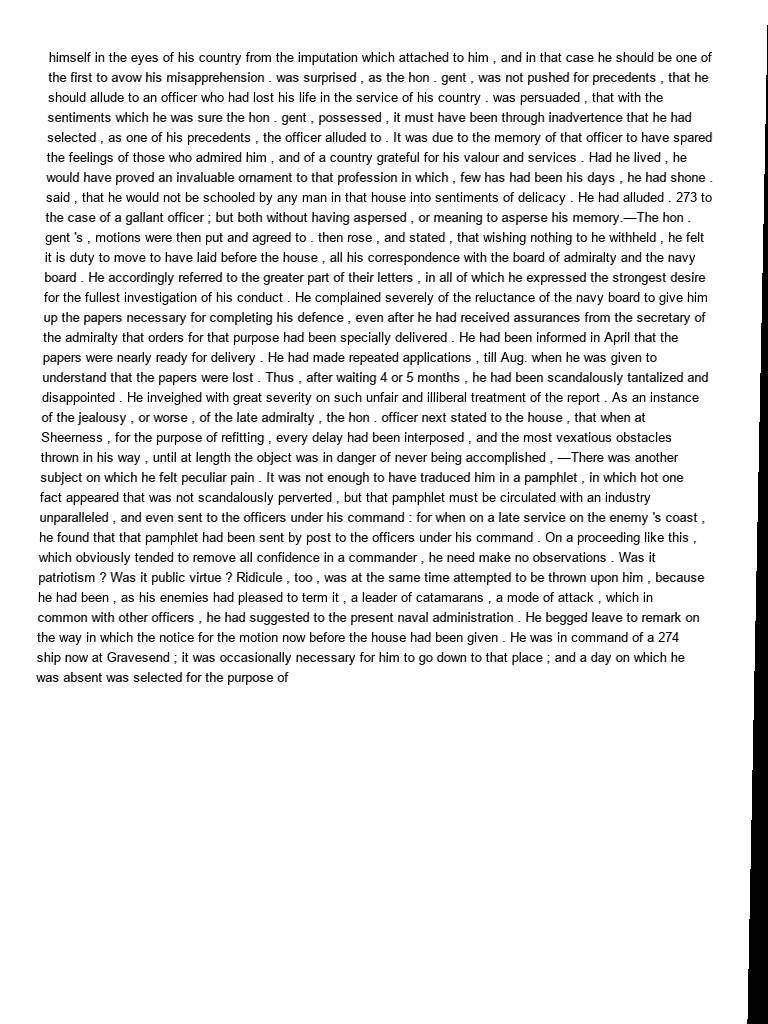 himself in the eyes of his country from the imputation which attached to him , and in that case he should be one of
the first to avow his misapprehension . was surprised , as the hon . gent , was not pushed for precedents , that he
should allude to an officer who had lost his life in the service of his country . was persuaded , that with the
sentiments which he was sure the hon . gent , possessed , it must have been through inadvertence that he had
selected , as one of his precedents , the officer alluded to . It was due to the memory of that officer to have spared
the feelings of those who admired him , and of a country grateful for his valour and services . Had he lived , he
would have proved an invaluable ornament to that profession in which , few has had been his days , he had shone .
said , that he would not be schooled by any man in that house into sentiments of delicacy . He had alluded . 273 to
the case of a gallant officer ; but both without having aspersed , or meaning to asperse his memory.—The hon .
gent 's , motions were then put and agreed to . then rose , and stated , that wishing nothing to he withheld , he felt
it is duty to move to have laid before the house , all his correspondence with the board of admiralty and the navy
board . He accordingly referred to the greater part of their letters , in all of which he expressed the strongest desire
for the fullest investigation of his conduct . He complained severely of the reluctance of the navy board to give him
up the papers necessary for completing his defence , even after he had received assurances from the secretary of
the admiralty that orders for that purpose had been specially delivered . He had been informed in April that the
papers were nearly ready for delivery . He had made repeated applications , till Aug. when he was given to
understand that the papers were lost . Thus , after waiting 4 or 5 months , he had been scandalously tantalized and
disappointed . He inveighed with great severity on such unfair and illiberal treatment of the report . As an instance
of the jealousy , or worse , of the late admiralty , the hon . officer next stated to the house , that when at
Sheerness , for the purpose of refitting , every delay had been interposed , and the most vexatious obstacles
thrown in his way , until at length the object was in danger of never being accomplished , —There was another
subject on which he felt peculiar pain . It was not enough to have traduced him in a pamphlet , in which hot one
fact appeared that was not scandalously perverted , but that pamphlet must be circulated with an industry
unparalleled , and even sent to the officers under his command : for when on a late service on the enemy 's coast ,
he found that that pamphlet had been sent by post to the officers under his command . On a proceeding like this ,
which obviously tended to remove all confidence in a commander , he need make no observations . Was it
patriotism ? Was it public virtue ? Ridicule , too , was at the same time attempted to be thrown upon him , because
he had been , as his enemies had pleased to term it , a leader of catamarans , a mode of attack , which in
common with other officers , he had suggested to the present naval administration . He begged leave to remark on
the way in which the notice for the motion now before the house had been given . He was in command of a 274
ship now at Gravesend ; it was occasionally necessary for him to go down to that place ; and a day on which he
was absent was selected for the purpose of